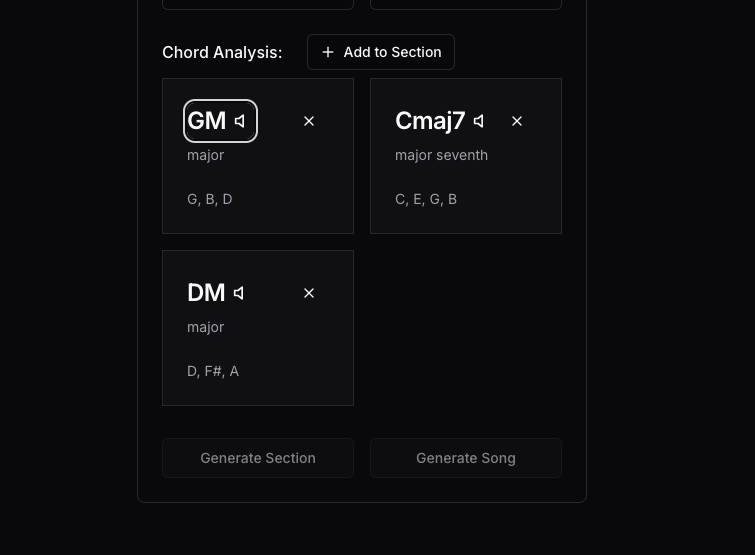 Chord Analysis:
Add to Section
GM
major
G, B, D
Cmaj7
major seventh
C, E, G, B
DM
major
D, F#, A
Generate Section
Generate Song